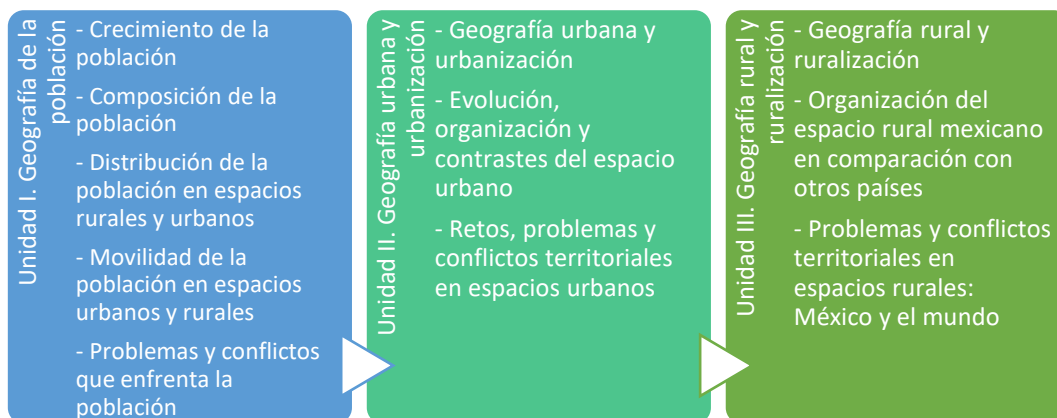 Unidad I. Geografía de la
población
- Crecimiento de la
población
- Composición de la
población
- Distribución de la
población en espacios
rurales y urbanos
- Movilidad de la
población en espacios
urbanos y rurales
- Problemas y conflictos
que enfrenta la
población
Unidad II. Geografía urbana y
urbanización
- Geografía urbana y
urbanización
- Evolución,
organización y
contrastes del espacio
urbano
- Retos, problemas y
conflictos territoriales
en espacios urbanos
Unidad III. Geografía rural y
ruralización
- Geografía rural y
ruralización
- Organización del
espacio rural mexicano
en comparación con
otros países
- Problemas y conflictos
territoriales en
espacios rurales:
México y el mundo